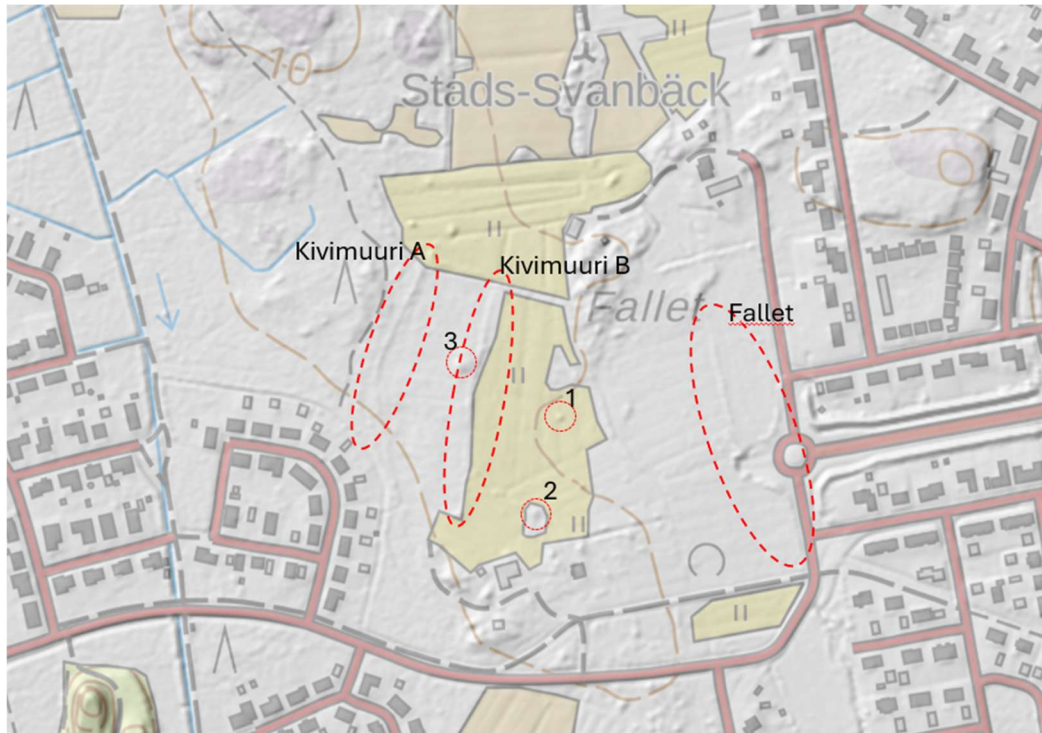 10
Stads-Svanbäck
Kivimuuri A
Kivimuuri B
Fallet
Fallet
3
1
2